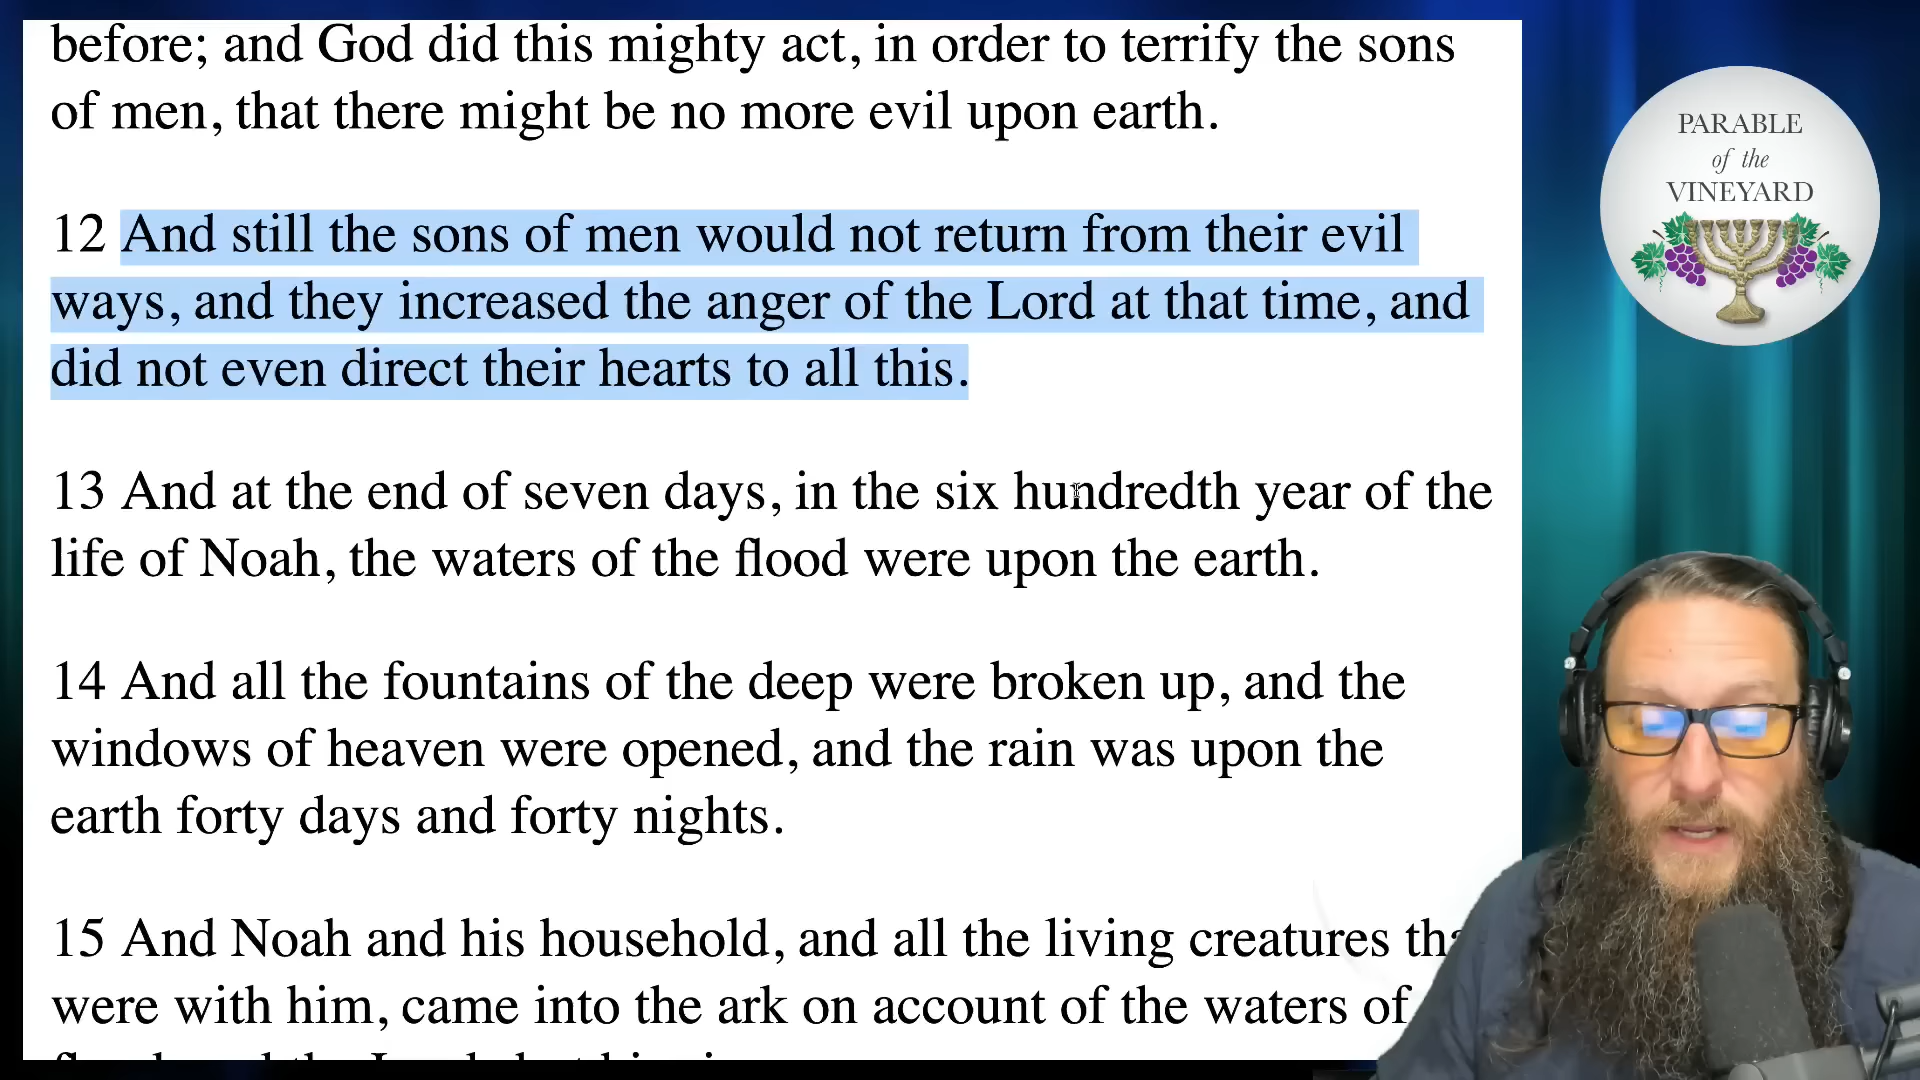 before; and God did this mighty act, in order to terrify the sons
of men, that there might be no more evil upon earth.
12 And still the sons of men would not return from their evil
ways, and they increased the anger of the Lord at that time, and
did not even direct their hearts to all this.
13 And at the end of seven days, in the six hundredth year of the
life of Noah, the waters of the flood were upon the earth.
14 And all the fountains of the deep were broken up, and the
windows of heaven were opened, and the rain was upon the
earth forty days and forty nights.
15 And Noah and his household, and all the living creatures
were with him, came into the ark on account of the waters of
PARABLE
of the
VINEYARD